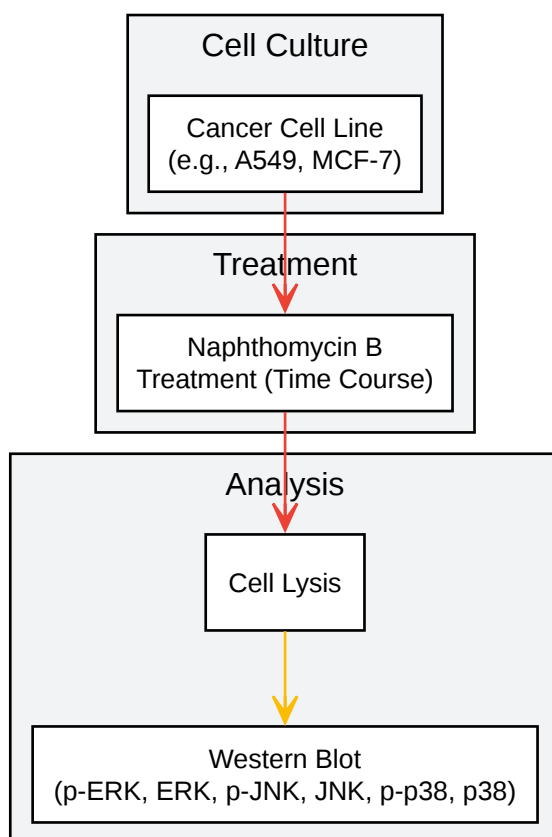 Cell Culture
Cancer Cell Line
(e.g., A549, MCF-7)
Treatment
Naphthomycin B
Treatment (Time Course)
Analysis
Cell Lysis
Western Blot
(p-ERK, ERK, p-JNK, JNK, p-p38, p38)